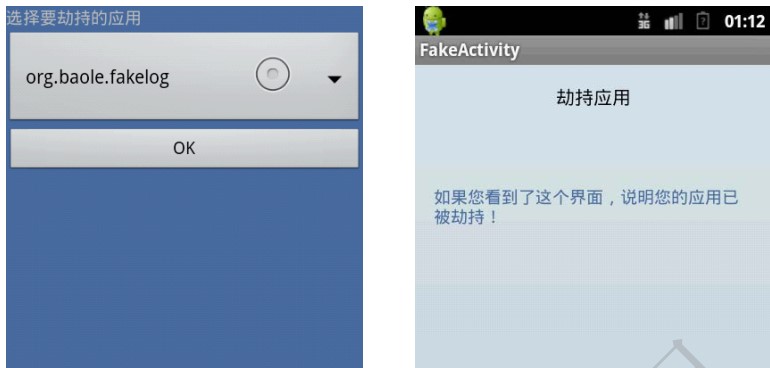 选择要劫持的应用
org.baole.fakelog
OK
3G
01:12
FakeActivity
劫持应用
如果您看到了这个界面，说明您的应用已
被劫持！